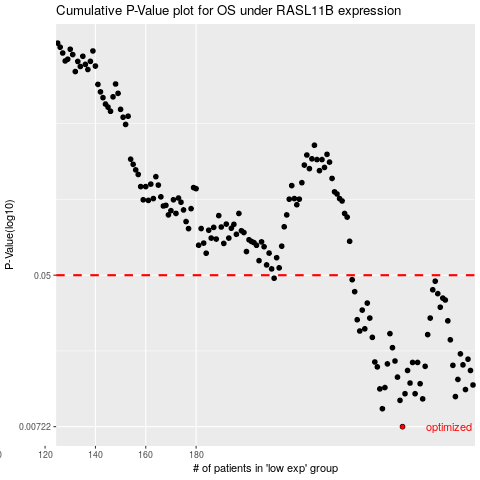 Cumulative P-Value plot for OS under RASL11B expression
P-Value(log10)
0.05
0.00722
optimized
0 120 140 160 180
# of patients in 'low exp' group